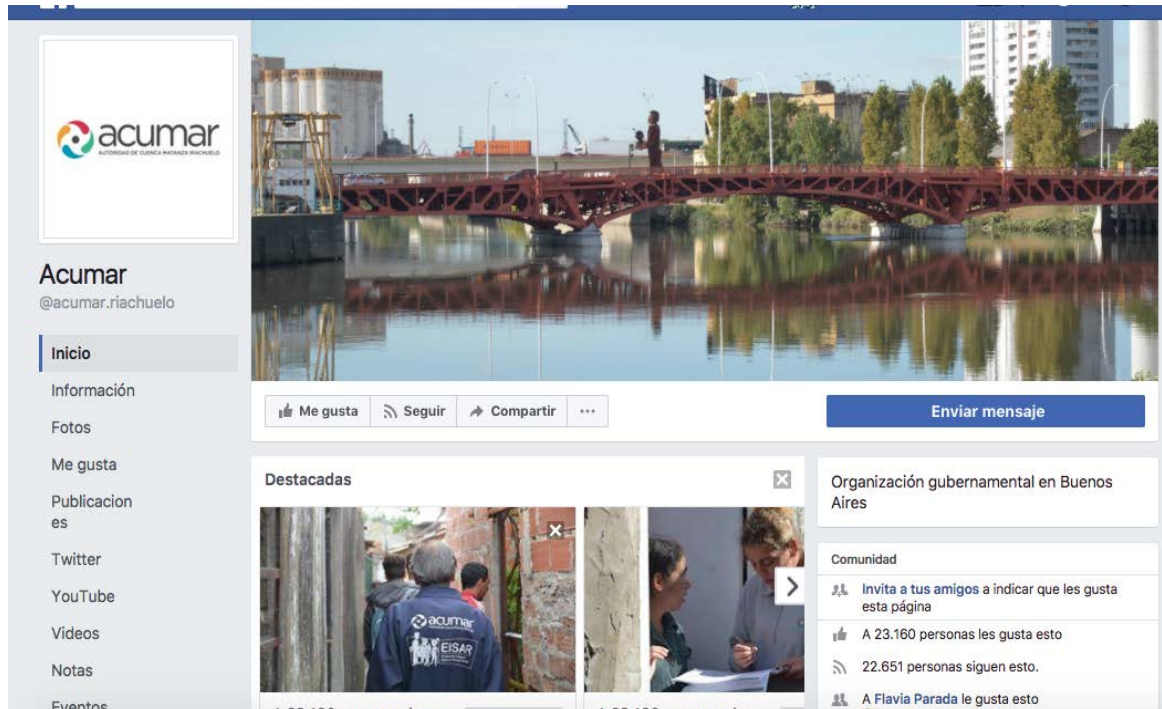 acumar
AUTORIDAD DE CUENCA MATANZA RIACHUELO
Acumar
@acumar.riachuelo
Inicio
Información
Fotos
Me gusta
Publicacion
es
Twitter
YouTube
Videos
Notas
Eventos
Me gusta
Seguir
Compartir
Enviar mensaje
Destacadas
acumar
EISAR
Organización gubernamental en Buenos
Aires
Comunidad
Invita a tus amigos a indicar que les gusta
esta página
A 23.160 personas les gusta esto
22.651 personas siguen esto.
A Flavia Parada le gusta esto